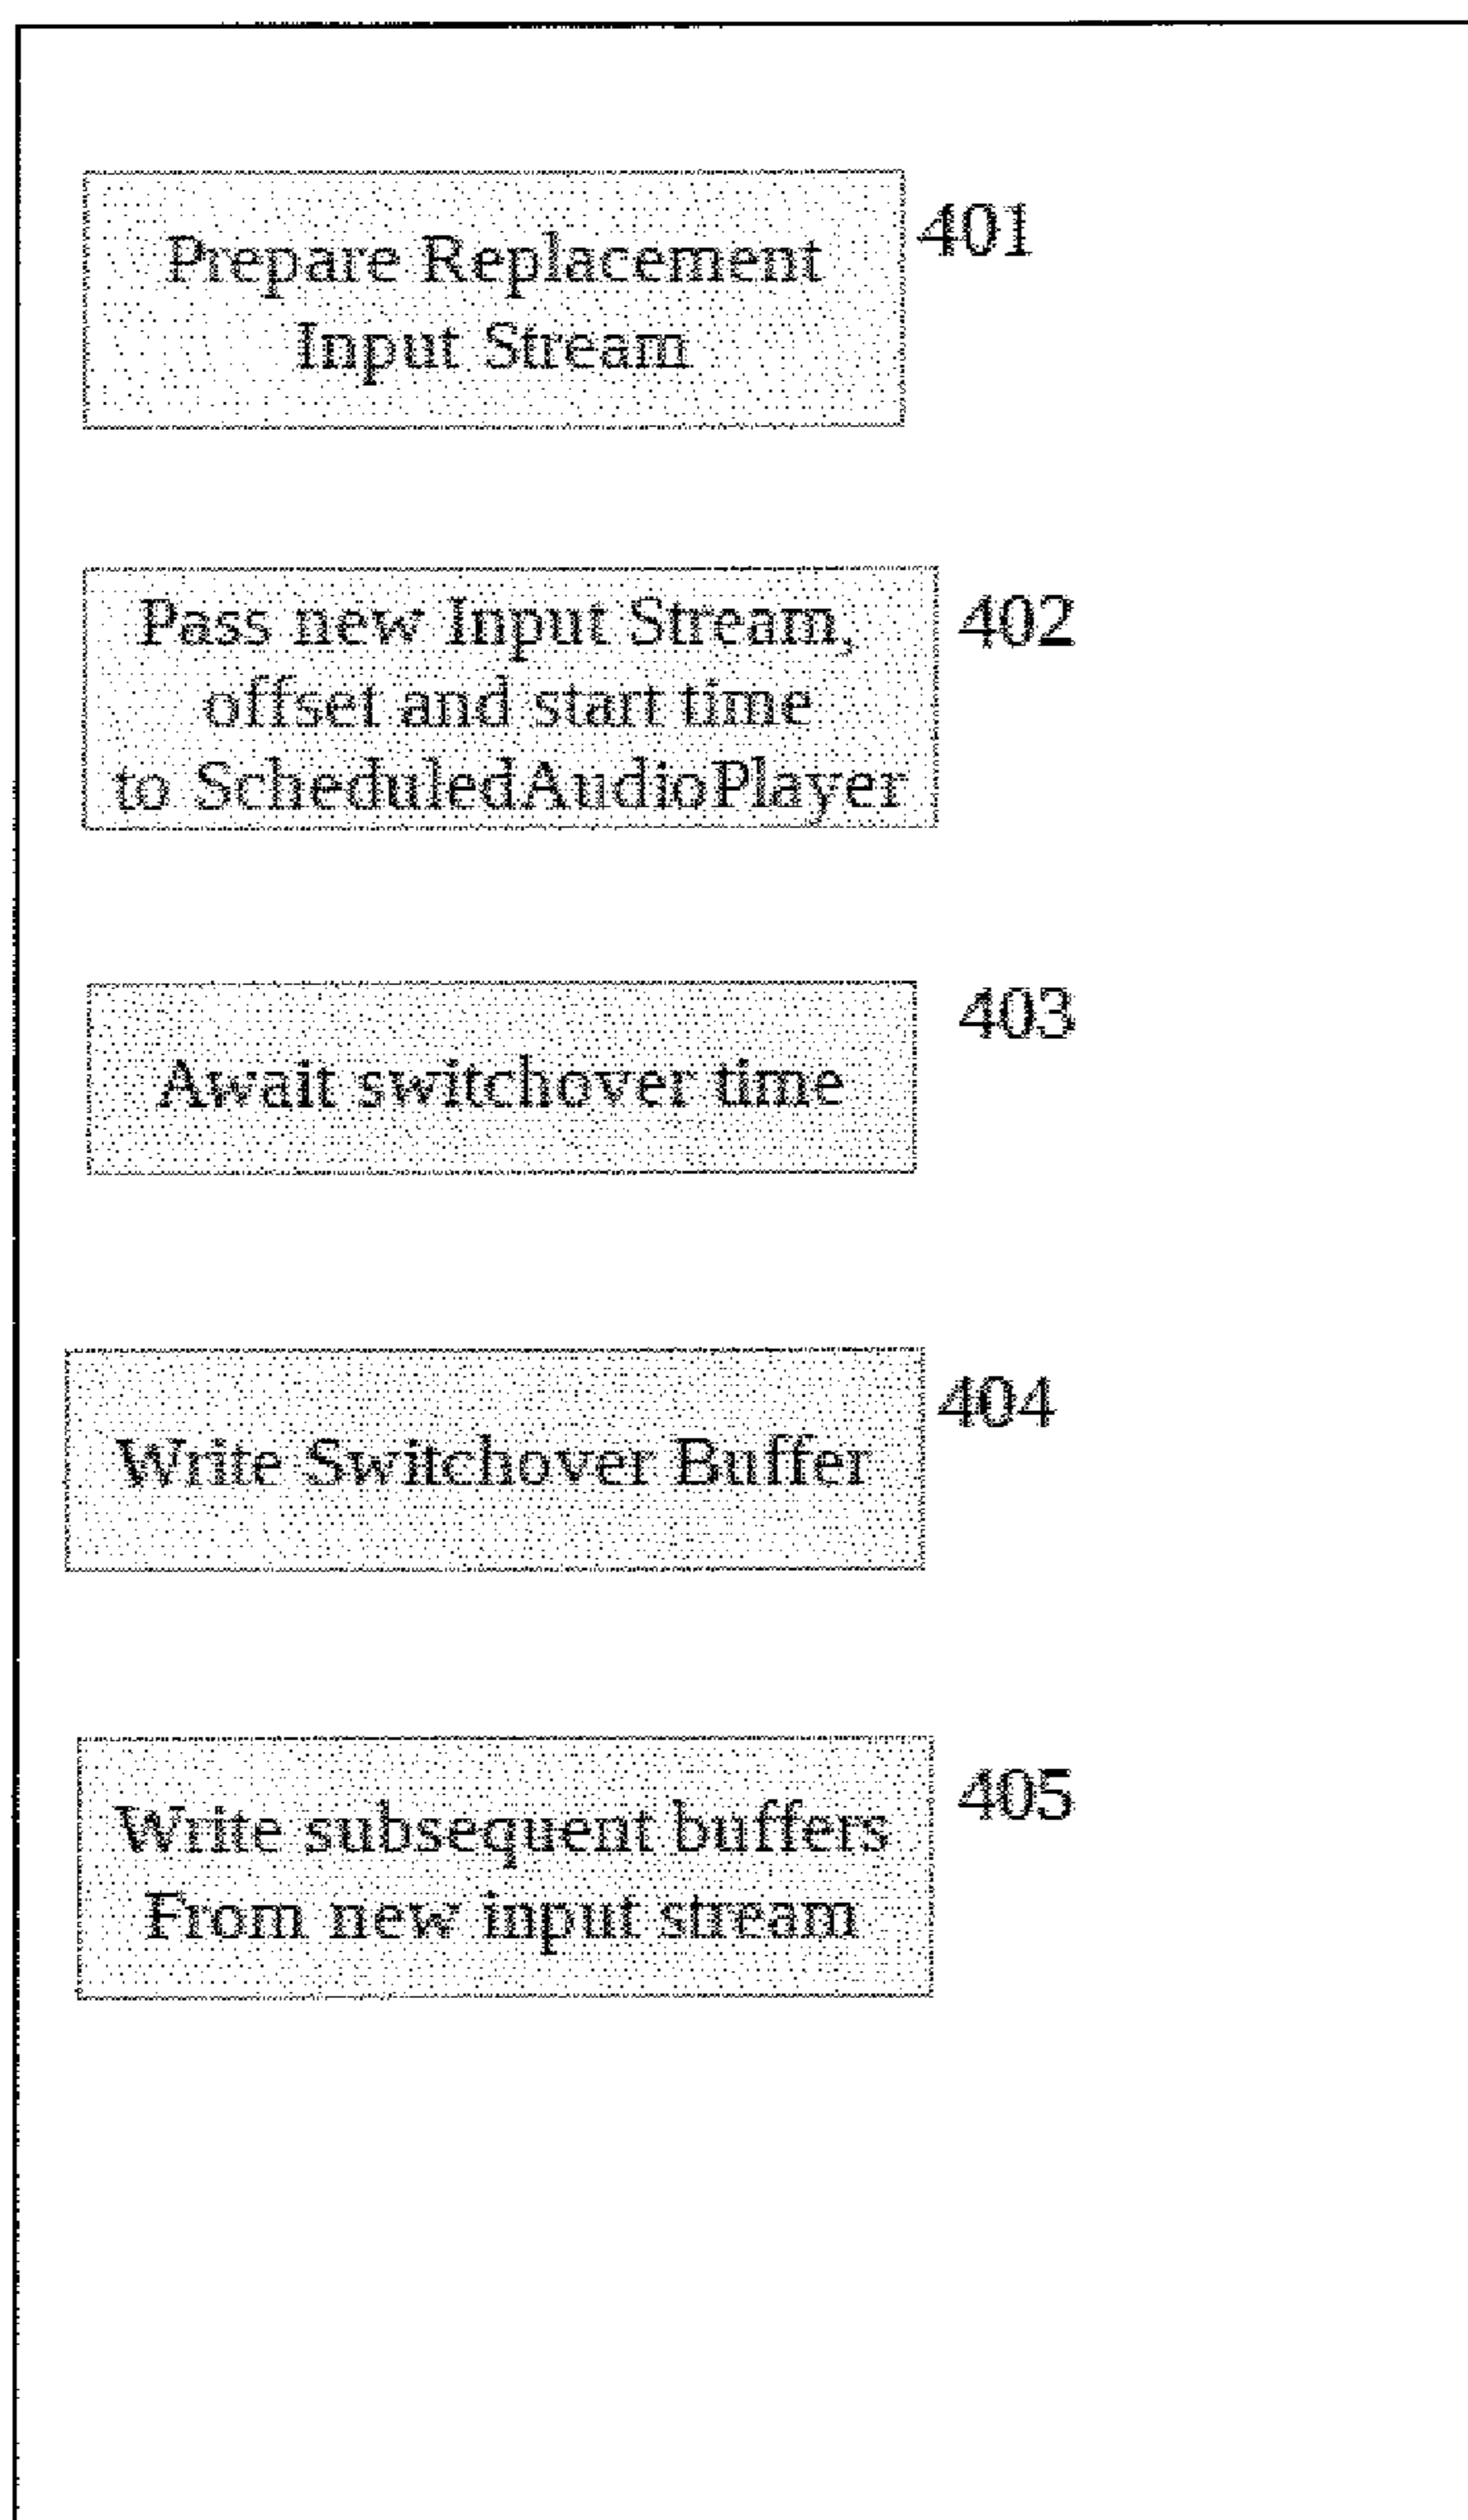 Prepare Replacement
Input Stream
401
Pass new Input Stream,
offset and start time
to ScheduledAudioPlayer
402
Await switchover time
403
Write Switchover Buffer
404
Write subsequent buffers
From new input stream
405